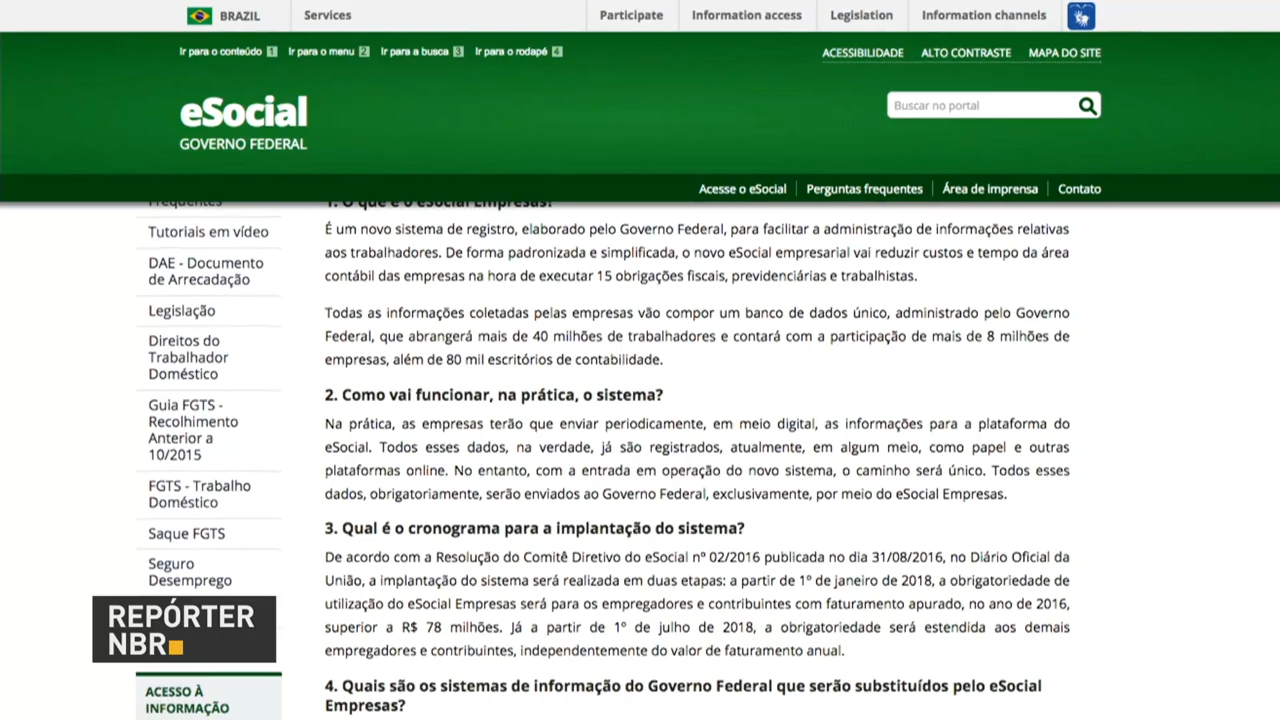 BRAZIL
Services
Participate
Information access
Legislation
Information channels
Ir para o conteúdo 1
Ir para o menu 2
Ir para a busca 3
Ir para o rodapé 4
ACESSIBILIDADE
ALTO CONTRASTE
MAPA DO SITE
eSocial
GOVERNO FEDERAL
Buscar no portal
Acesse o eSocial
Perguntas frequentes
Área de imprensa
Contato
Frequentes
Tutoriais em vídeo
DAE - Documento
de Arrecadação
Legislação
Direitos do
Trabalhador
Doméstico
Guia FGTS -
Recolhimento
Anterior a
10/2015
FGTS - Trabalho
Doméstico
Saque FGTS
Seguro
Desemprego
REPÓRTER
NBR
ACESSO À
INFORMAÇÃO
1. O que é o eSocial Empresas?
É um novo sistema de registro, elaborado pelo Governo Federal, para facilitar a administração de informações relativas
aos trabalhadores. De forma padronizada e simplificada, o novo eSocial empresarial vai reduzir custos e tempo da área
contábil das empresas na hora de executar 15 obrigações fiscais, previdenciárias e trabalhistas.
Todas as informações coletadas pelas empresas vão compor um banco de dados único, administrado pelo Governo
Federal, que abrangerá mais de 40 milhões de trabalhadores e contará com a participação de mais de 8 milhões de
empresas, além de 80 mil escritórios de contabilidade.
2. Como vai funcionar, na prática, o sistema?
Na prática, as empresas terão que enviar periodicamente, em meio digital, as informações para a plataforma do
eSocial. Todos esses dados, na verdade, já são registrados, atualmente, em algum meio, como papel e outras
plataformas online. No entanto, com a entrada em operação do novo sistema, o caminho será único. Todos esses
dados, obrigatoriamente, serão enviados ao Governo Federal, exclusivamente, por meio do eSocial Empresas.
3. Qual é o cronograma para a implantação do sistema?
De acordo com a Resolução do Comitê Diretivo do eSocial nº 02/2016 publicada no dia 31/08/2016, no Diário Oficial da
União, a implantação do sistema será realizada em duas etapas: a partir de 1º de janeiro de 2018, a obrigatoriedade de
utilização do eSocial Empresas será para os empregadores e contribuintes com faturamento apurado, no ano de 2016,
superior a R$ 78 milhões. Já a partir de 1º de julho de 2018, a obrigatoriedade será estendida aos demais
empregadores e contribuintes, independentemente do valor de faturamento anual.
4. Quais são os sistemas de informação do Governo Federal que serão substituídos pelo eSocial
Empresas?